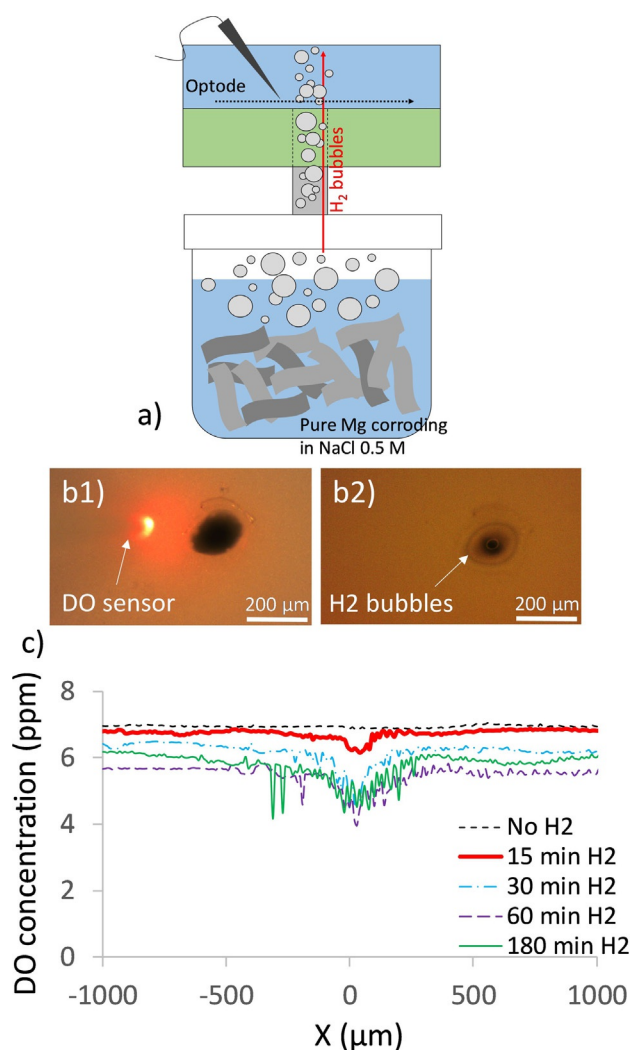 a)
Optode
H₂ bubbles
Pure Mg corroding
in NaCl 0.5 M
b1)
DO sensor
200 μm
b2)
H2 bubbles
200 μm
c)
DO concentration (ppm)
8
6
4
2
0
No H2
15 min H2
30 min H2
60 min H2
180 min H2
-1000
-500
0
500
1000
X (μm)